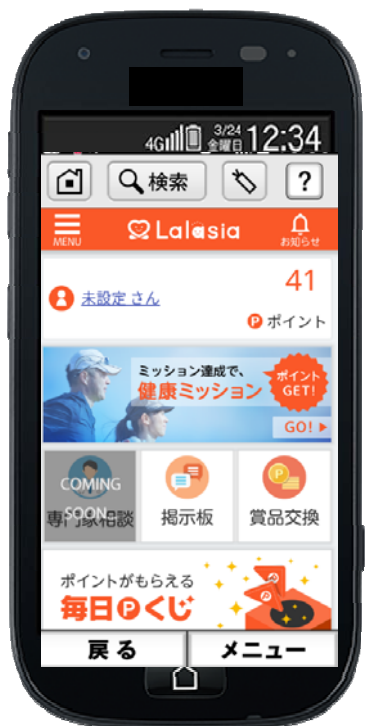 4G 3/24 金曜日 12:34
検索 ?
MENU Lalasia お知らせ
41
未設定 さん
P ポイント
ミッション達成で、
健康ミッション
ポイント
GET!
GO!
COMING
SOON
専門家相談 掲示板 賞品交換
ポイントがもらえる
毎日Pくじ
戻る メニュー